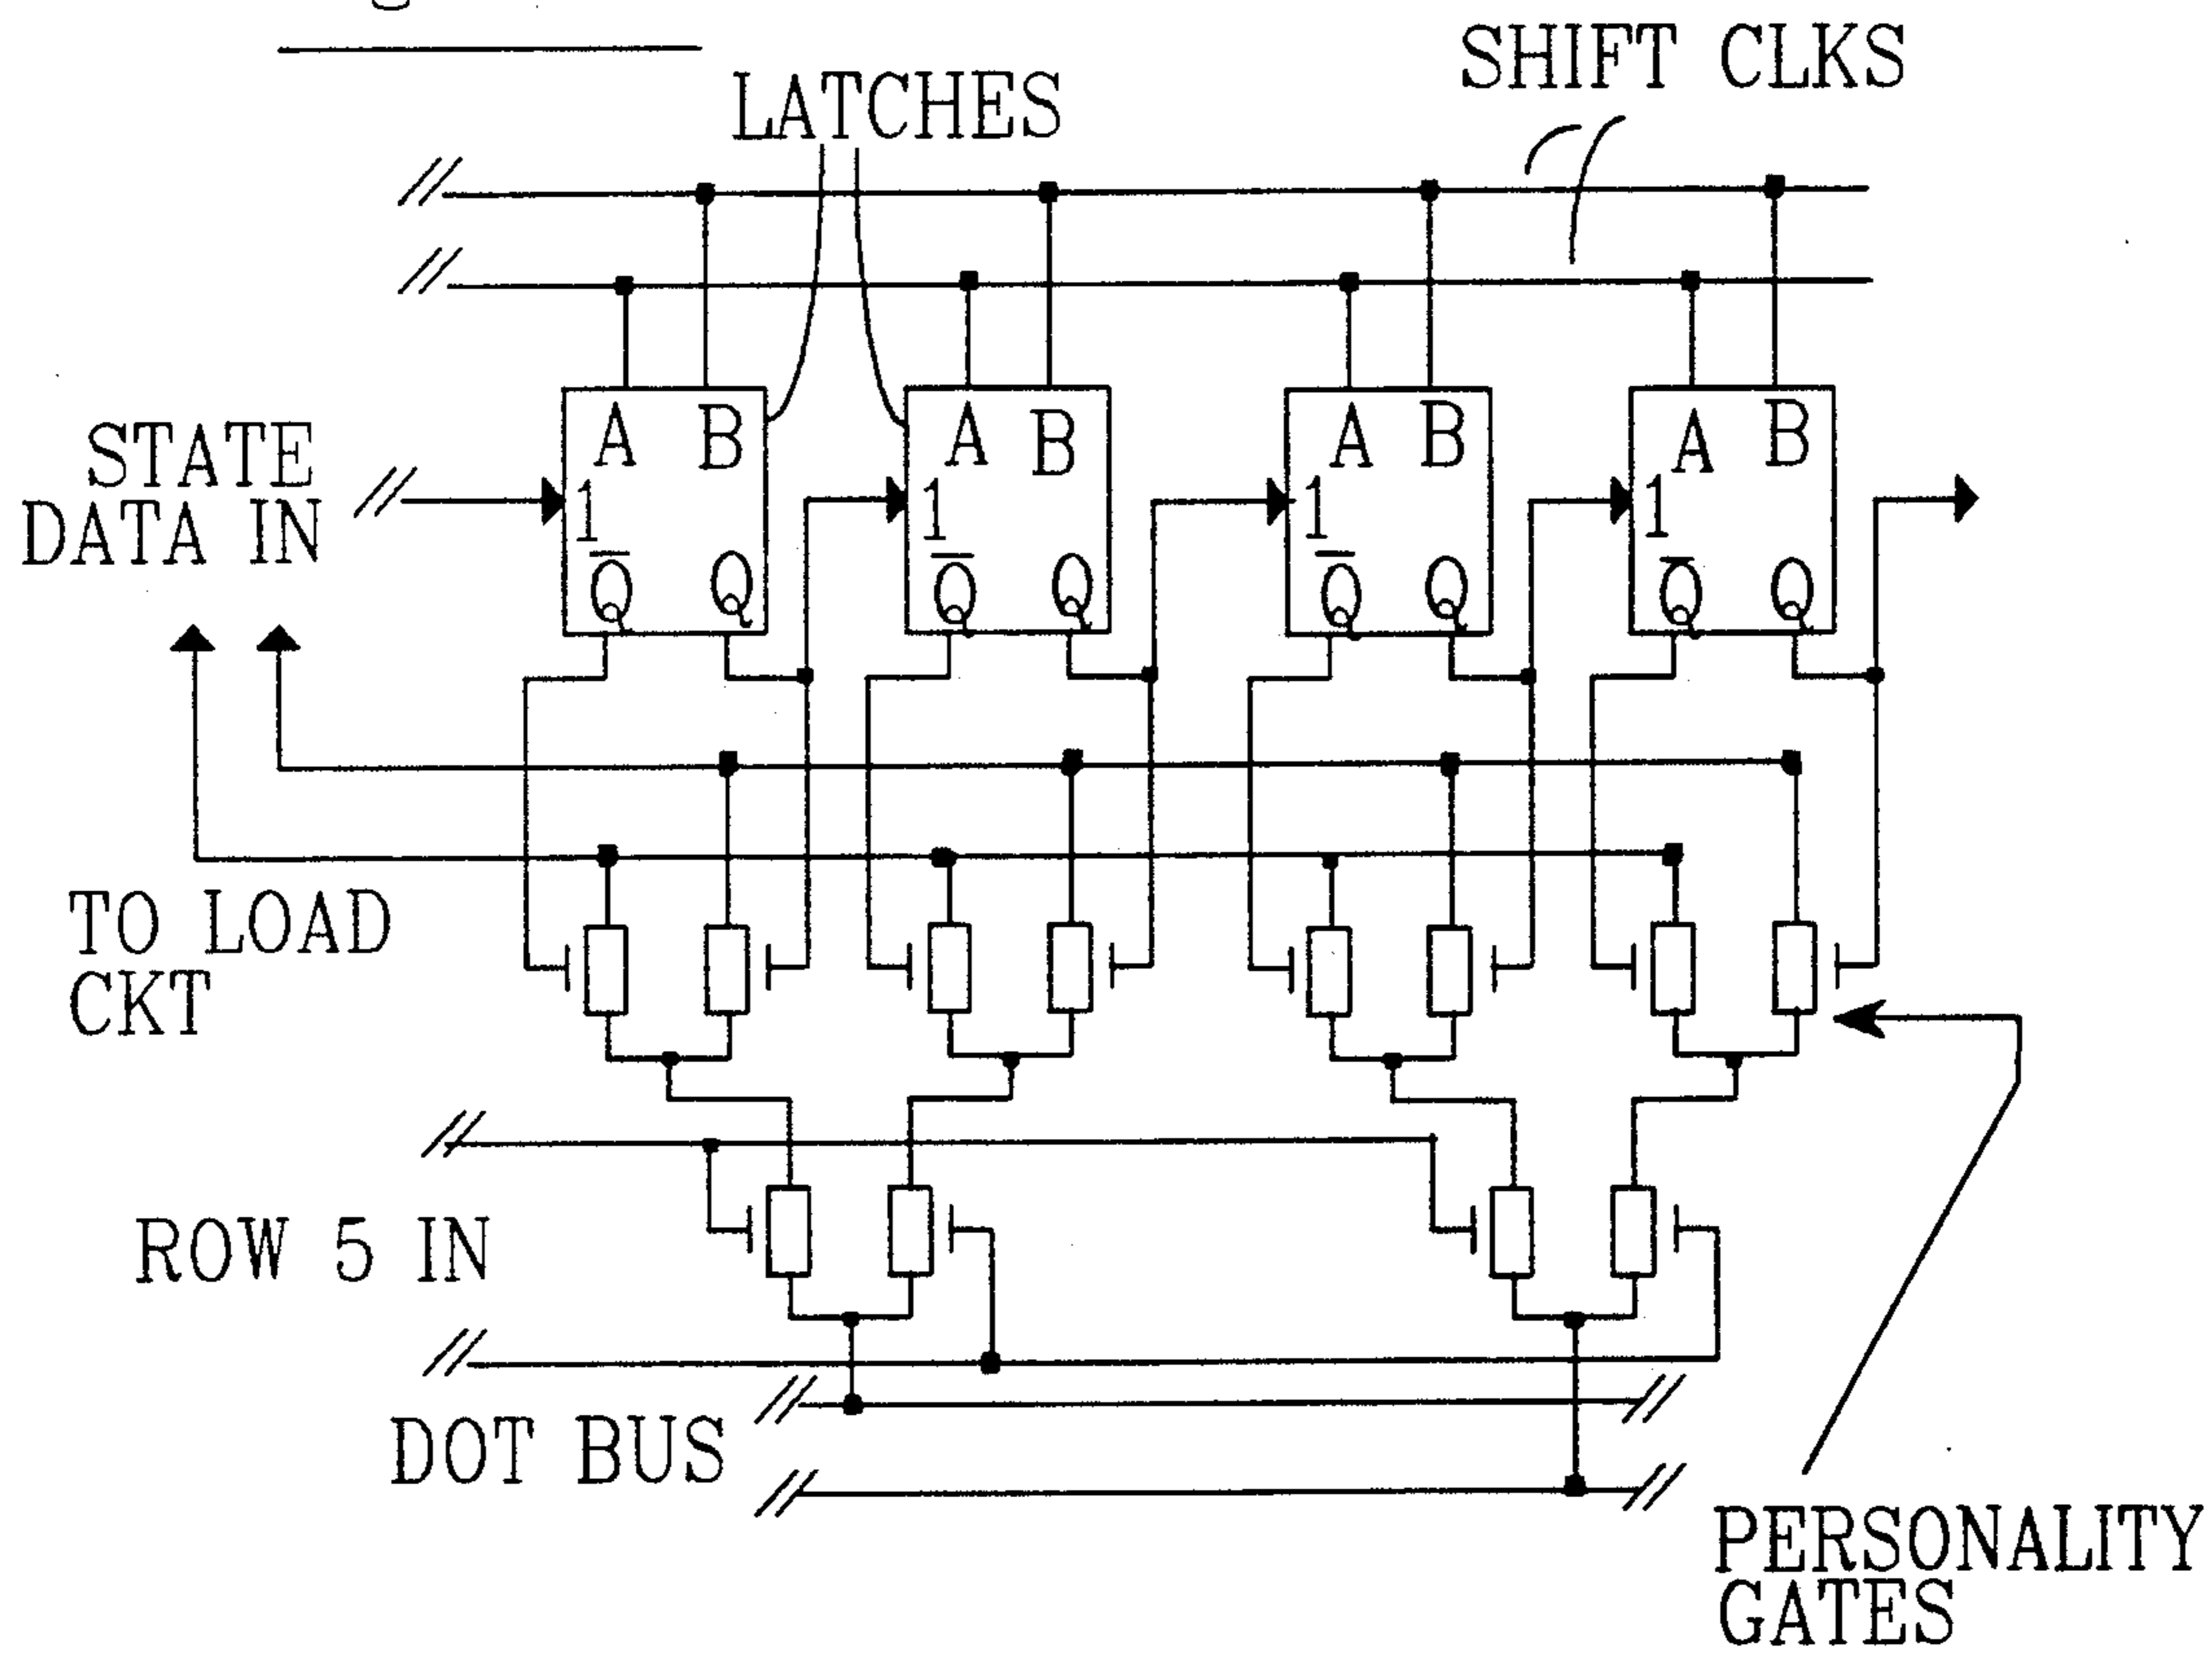 SHIFT CLKS
LATCHES
A B A B A B A B
STATE
DATA IN
1 1 1 1
Q̅ Q Q̅ Q Q̅ Q Q̅ Q
TO LOAD
CKT
ROW 5 IN
DOT BUS
PERSONALITY
GATES